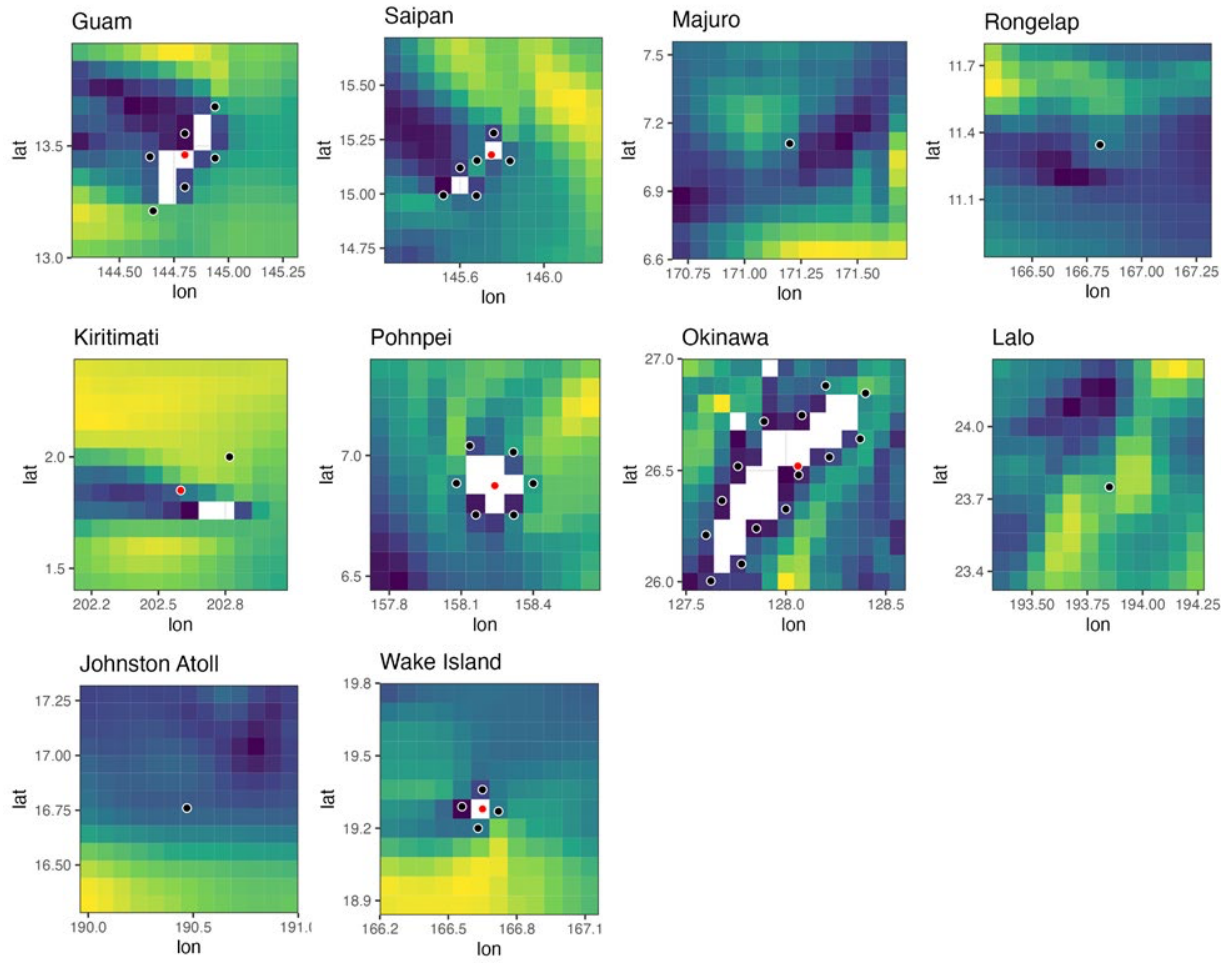 Guam
lat
13.5
13.0
144.50 144.75 145.00 145.25
lon
Saipan
lat
15.50
15.25
15.00
14.75
145.6 146.0
lon
Majuro
lat
7.5
7.2
6.9
6.6
170.75 171.00 171.25 171.50
lon
Rongelap
lat
11.7
11.4
11.1
166.50 166.75 167.00 167.25
lon
Kiritimati
lat
2.0
1.5
202.2 202.5 202.8
lon
Pohnpei
lat
7.0
6.5
157.8 158.1 158.4
lon
Okinawa
lat
27.0
26.5
26.0
127.5 128.0 128.5
lon
Lalo
lat
24.0
23.7
23.4
193.50 193.75 194.00 194.25
lon
Johnston Atoll
lat
17.25
17.00
16.75
16.50
190.0 190.5 191.
lon
Wake Island
lat
19.8
19.5
19.2
18.9
166.2 166.5 166.8 167.1
lon